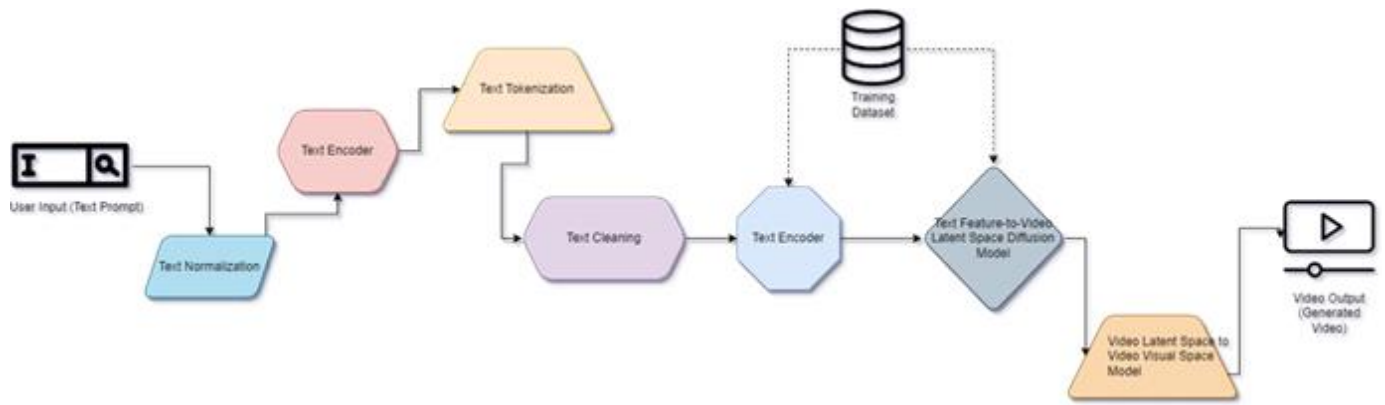 User Input (Text Prompt)
Text Normalization
Text Encoder
Text Tokenization
Text Cleaning
Text Encoder
Training
Dataset
Text Feature-to-Video
Latent Space Diffusion
Model
Video Latent Space to
Video Visual Space
Model
Video Output
(Generated
Video)